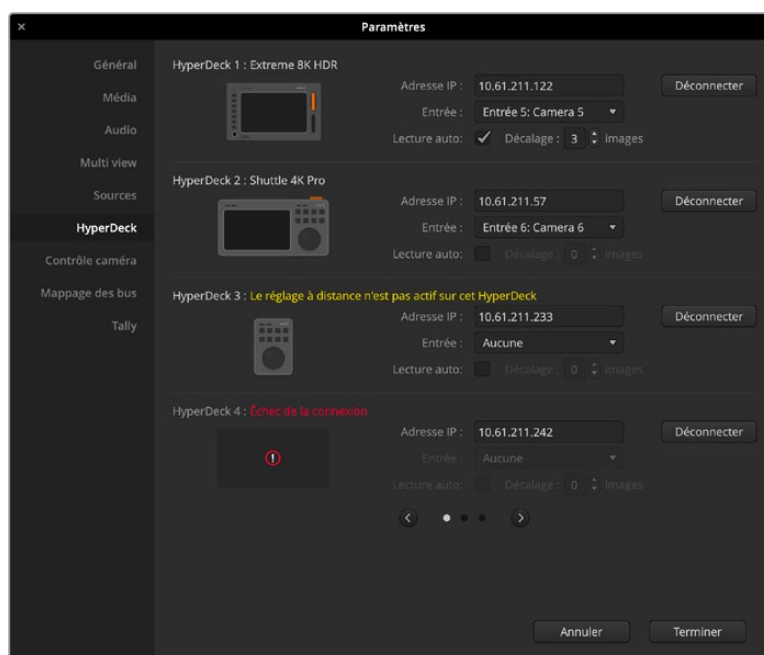 Paramètres
Général
Média
Audio
Multi view
Sources
HyperDeck
Contrôle caméra
Mappage des bus
Tally
HyperDeck 1 : Extreme 8K HDR
Adresse IP : 10.61.211.122 Déconnecter
Entrée : Entrée 5: Camera 5
Lecture auto: Décalage : 3 images
HyperDeck 2 : Shuttle 4K Pro
Adresse IP : 10.61.211.57 Déconnecter
Entrée : Entrée 6: Camera 6
Lecture auto: Décalage : 0 images
HyperDeck 3 : Le réglage à distance n'est pas actif sur cet HyperDeck
Adresse IP : 10.61.211.233 Déconnecter
Entrée : Aucune
Lecture auto: Décalage : 0 images
HyperDeck 4 : Échec de la connexion
Adresse IP : 10.61.211.242 Déconnecter
Entrée : Aucune
Lecture auto: Décalage : 0 images
Annuler Terminer